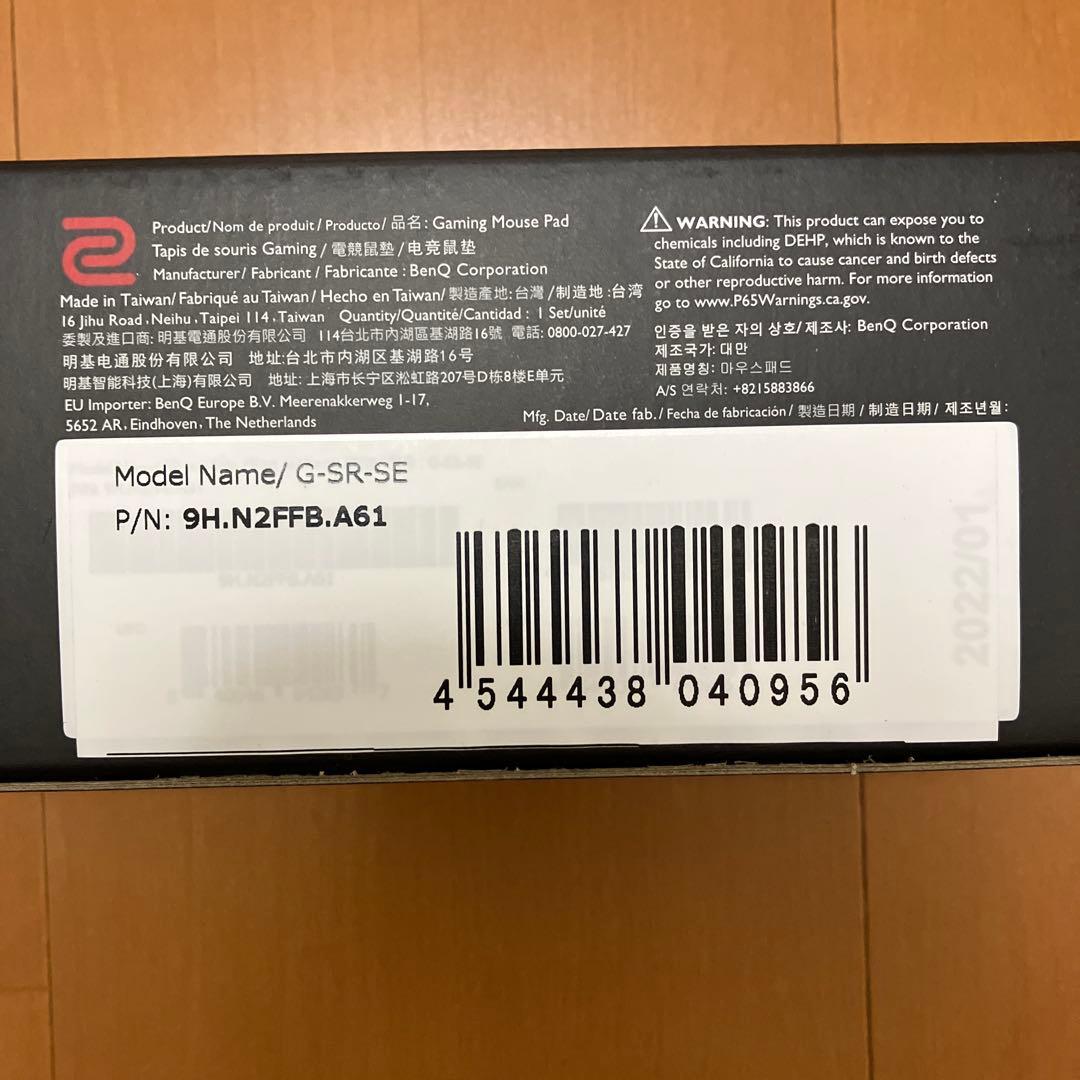 Product/Nom de produit / Producto/ 品名: Gaming Mouse Pad
Tapis de souris Gaming / 電競鼠墊 / 电竞鼠垫
Manufacturer / Fabricant / Fabricante : BenQ Corporation
Made in Taiwan/ Fabriqué au Taiwan / Hecho en Taiwan/ 製造產地:台灣 /制造地:台湾
16 Jihu Road , Neihu , Taipei 114 , Taiwan Quantity/Quantité/Cantidad : 1 Set/unité
委製及進口商: 明基電通股份有限公司 114台北市內湖區基湖路16號 電話: 0800-027-427
明基电通股份有限公司 地址:台北市内湖区基湖路16号
明基智能科技(上海)有限公司 地址: 上海市长宁区淞虹路207号D栋8楼E单元
EU Importer: BenQ Europe B.V. Meerenakkerweg 1-17,
5652 AR , Eindhoven , The Netherlands
WARNING: This product can expose you to
chemicals including DEHP, which is known to the
State of California to cause cancer and birth defects
or other reproductive harm. For more information
go to www.P65Warnings.ca.gov.
인증을 받은 자의 상호/ 제조사: BenQ Corporation
제조국가: 대만
제품명칭: 마우스패드
A/S 연락처: +8215883866
Mfg. Date/ Date fab. / Fecha de fabricación / 製造日期 / 制造日期 / 제조년월:
Model Name/ G-SR-SE
P/N: 9H.N2FFB.A61
9H.N2FFB.A61
2022/01
4 544438 040956